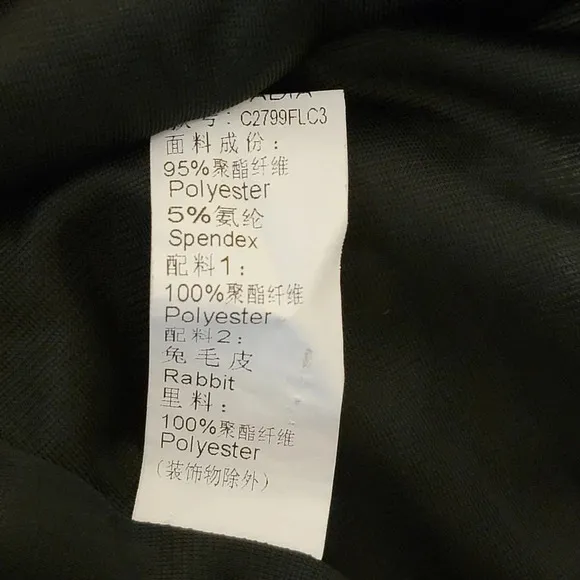 号: C2799FLC3
面料成份:
95%聚酯纤维
Polyester
5%氨纶
Spendex
配料1:
100%聚酯纤维
Polyester
配料2:
兔毛皮
Rabbit
里料:
100%聚酯纤维
Polyester
(装饰物除外)